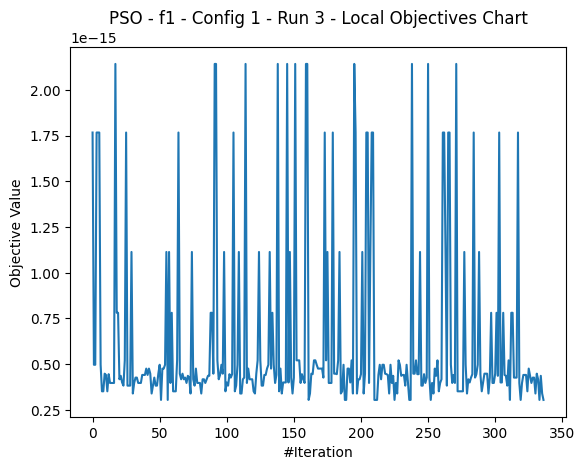 PSO - f1 - Config 1 - Run 3 - Local Objectives Chart
1e−15
2.00
1.75
1.50
1.25
1.00
0.75
0.50
0.25
Objective Value
0 50 100 150 200 250 300 350
#Iteration